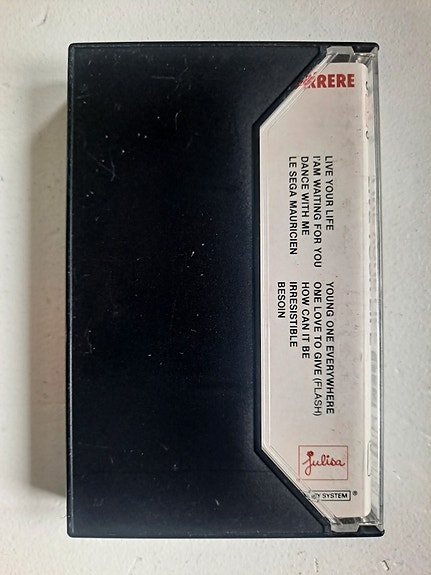 RRERE
LIVE YOUR LIFE
I'AM WAITING FOR YOU
DANCE WITH ME
LE SEGA MAURICIEN
YOUNG ONE EVERYWHERE
ONE LOVE TO GIVE (FLASH)
HOW CAN IT BE
IRRESISTIBLE
BESOIN
julisa
SYSTEM ®